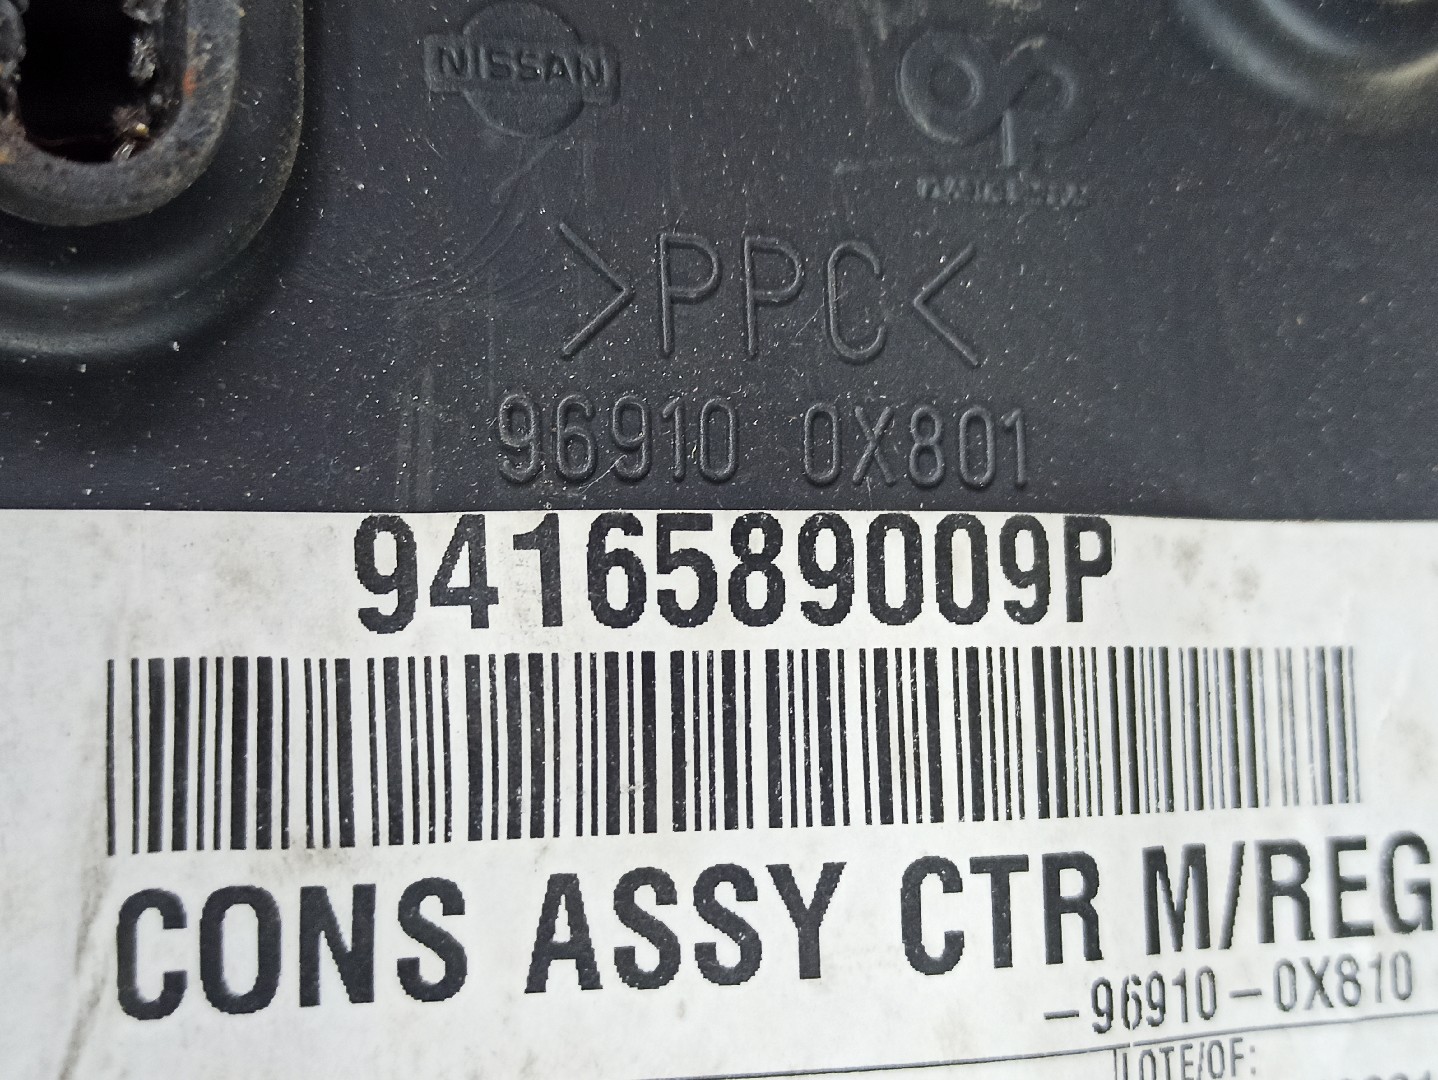 NISSAN
>PPC<
96910 0X801
9416589009P
CONS ASSY CTR M/REG
-96910-0X810
LOTE/OF: